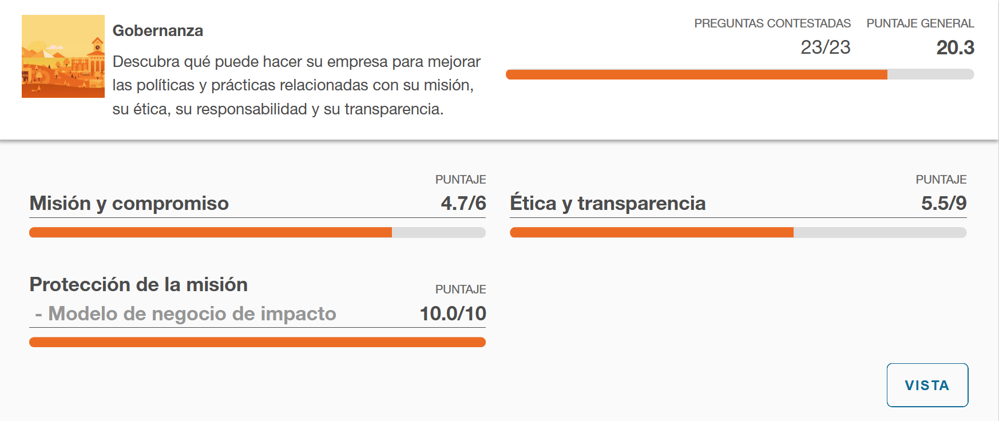 Gobernanza
Descubra qué puede hacer su empresa para mejorar
las políticas y prácticas relacionadas con su misión,
su ética, su responsabilidad y su transparencia.
PREGUNTAS CONTESTADAS
23/23
PUNTAJE GENERAL
20.3
Misión y compromiso
PUNTAJE
4.7/6
Ética y transparencia
PUNTAJE
5.5/9
Protección de la misión
- Modelo de negocio de impacto
PUNTAJE
10.0/10
VISTA